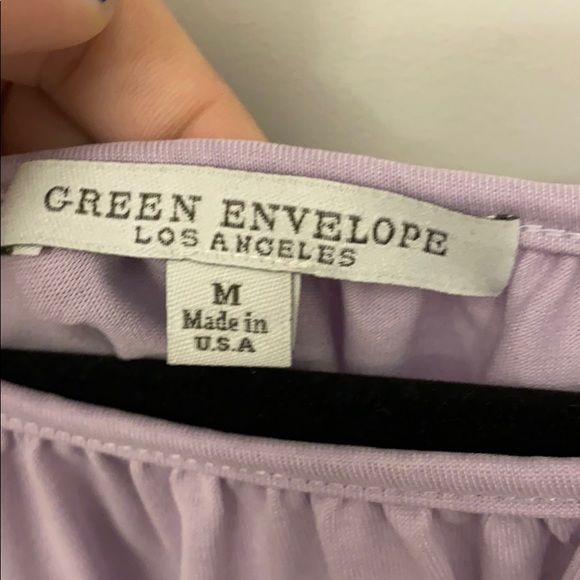 GREEN ENVELOPE
LOS ANGELES
M
Made in
U.S.A